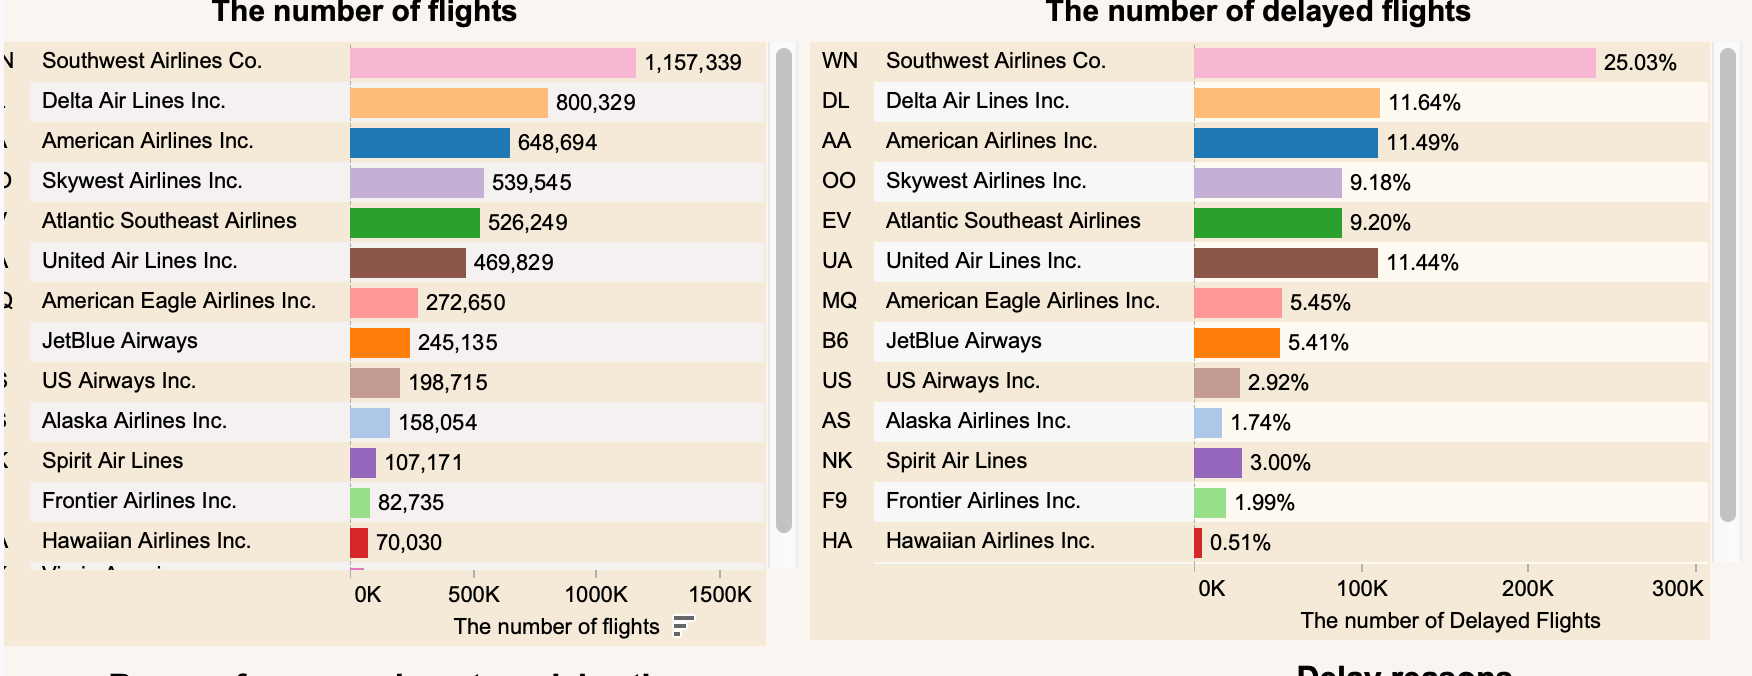 The number of flights
Southwest Airlines Co. 1,157,339
Delta Air Lines Inc. 800,329
American Airlines Inc. 648,694
Skywest Airlines Inc. 539,545
Atlantic Southeast Airlines 526,249
United Air Lines Inc. 469,829
American Eagle Airlines Inc. 272,650
JetBlue Airways 245,135
US Airways Inc. 198,715
Alaska Airlines Inc. 158,054
Spirit Air Lines 107,171
Frontier Airlines Inc. 82,735
Hawaiian Airlines Inc. 70,030
0K 500K 1000K 1500K
The number of flights
The number of delayed flights
WN Southwest Airlines Co. 25.03%
DL Delta Air Lines Inc. 11.64%
AA American Airlines Inc. 11.49%
OO Skywest Airlines Inc. 9.18%
EV Atlantic Southeast Airlines 9.20%
UA United Air Lines Inc. 11.44%
MQ American Eagle Airlines Inc. 5.45%
B6 JetBlue Airways 5.41%
US US Airways Inc. 2.92%
AS Alaska Airlines Inc. 1.74%
NK Spirit Air Lines 3.00%
F9 Frontier Airlines Inc. 1.99%
HA Hawaiian Airlines Inc. 0.51%
0K 100K 200K 300K
The number of Delayed Flights
Delay reasons